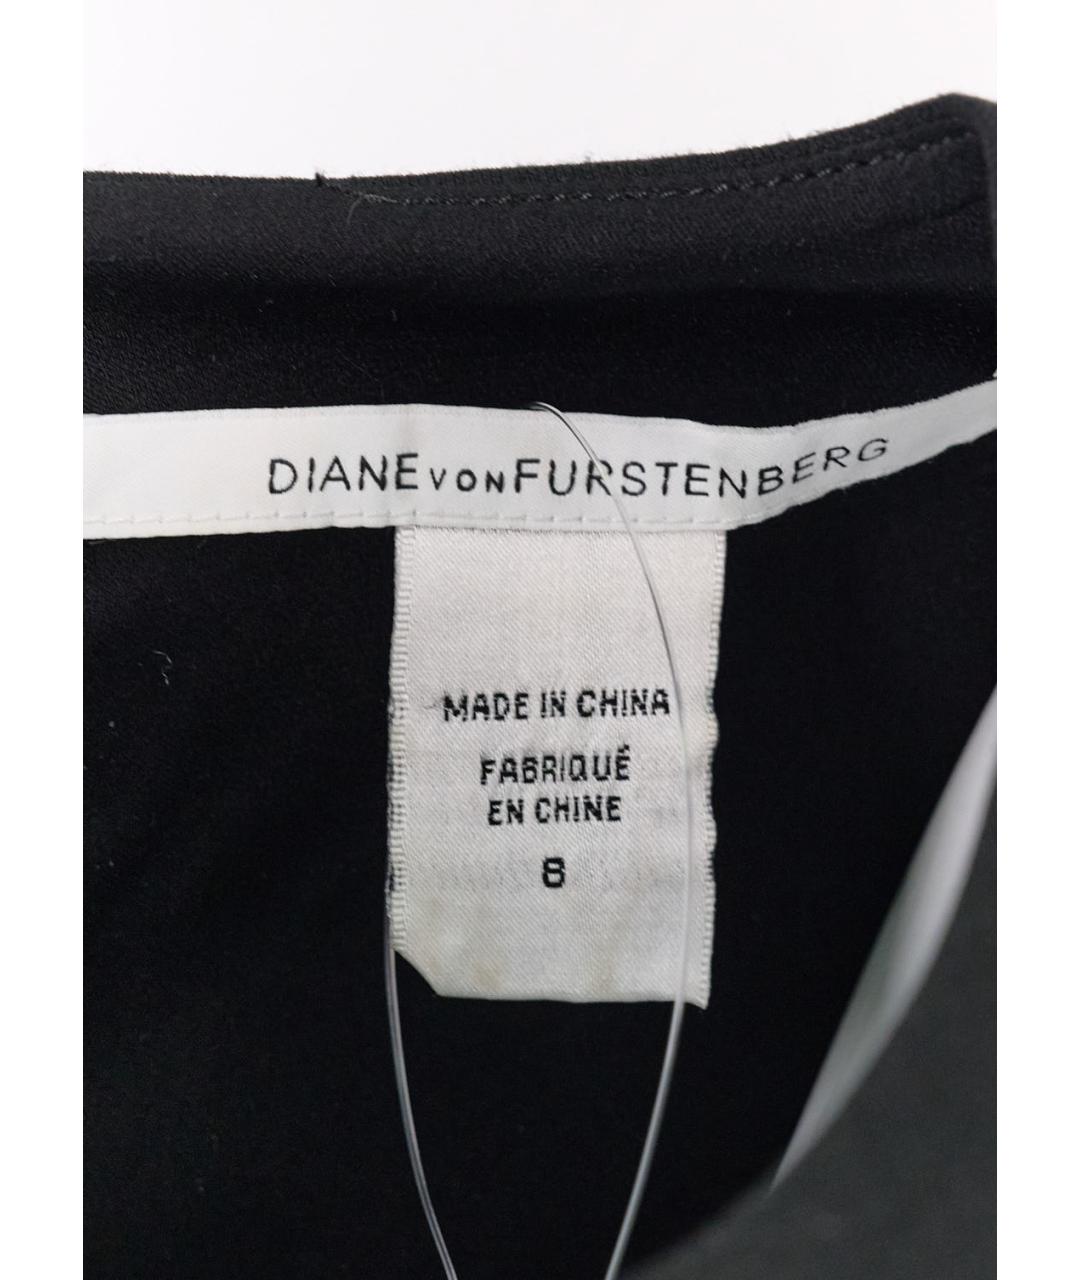 DIANE VON FURSTENBERG
MADE IN CHINA
FABRIQUÉ
EN CHINE
8